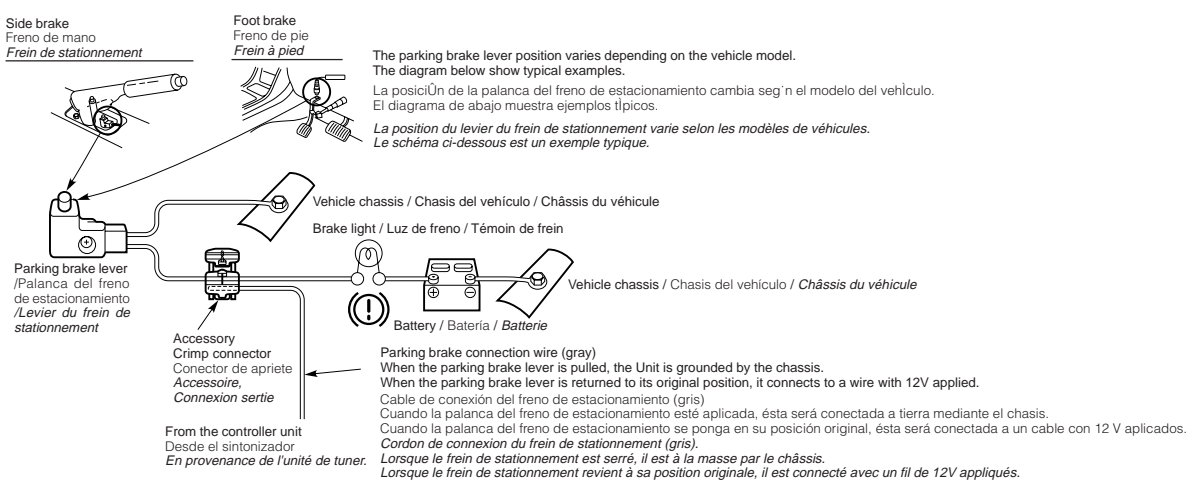 Side brake
Freno de mano
Frein de stationnement
Foot brake
Freno de pie
Frein à pied
The parking brake lever position varies depending on the vehicle model.
The diagram below show typical examples.
La posiciÛn de la palanca del freno de estacionamiento cambia seg˙n el modelo del vehÌculo.
El diagrama de abajo muestra ejemplos tÌpicos.
La position du levier du frein de stationnement varie selon les modèles de véhicules.
Le schéma ci-dessous est un exemple typique.
Vehicle chassis / Chasis del vehículo / Châssis du véhicule
Brake light / Luz de freno / Témoin de frein
Parking brake lever
/Palanca del freno
de estacionamiento
/Levier du frein de
stationnement
Vehicle chassis / Chasis del vehículo / Châssis du véhicule
Battery / Batería / Batterie
Accessory
Crimp connector
Conector de apriete
Accessoire,
Connexion sertie
Parking brake connection wire (gray)
When the parking brake lever is pulled, the Unit is grounded by the chassis.
When the parking brake lever is returned to its original position, it connects to a wire with 12V applied.
Cable de conexión del freno de estacionamiento (gris)
Cuando la palanca del freno de estacionamiento esté aplicada, ésta será conectada a tierra mediante el chasis.
Cuando la palanca del freno de estacionamiento se ponga en su posición original, ésta será conectada a un cable con 12 V aplicados.
Cordon de connexion du frein de stationnement (gris).
Lorsque le frein de stationnement est serré, il est à la masse par le châssis.
Lorsque le frein de stationnement revient à sa position originale, il est connecté avec un fil de 12V appliqués.
From the controller unit
Desde el sintonizador
En provenance de l'unité de tuner.